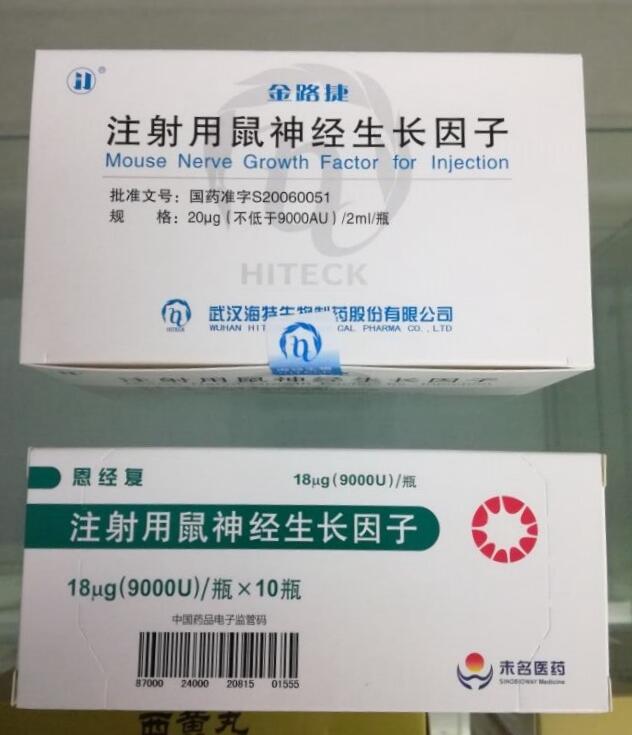 ®
金路捷
注射用鼠神经生长因子
Mouse Nerve Growth Factor for Injection
批准文号：国药准字S20060051
规　　格：20μg（不低于9000AU）/2ml/瓶
HITECK
HITECK
武汉海特生物制药股份有限公司
WUHAN HIT CAL PHARMA CO.,LTD
注射用鼠神经生长因子
恩经复
18μg(9000U)/瓶
注射用鼠神经生长因子
18μg(9000U)/瓶×10瓶
中国药品电子监管码
87000 24000 20815 01555
未名医药
SINOBIOWAY Medicine
西黄丸